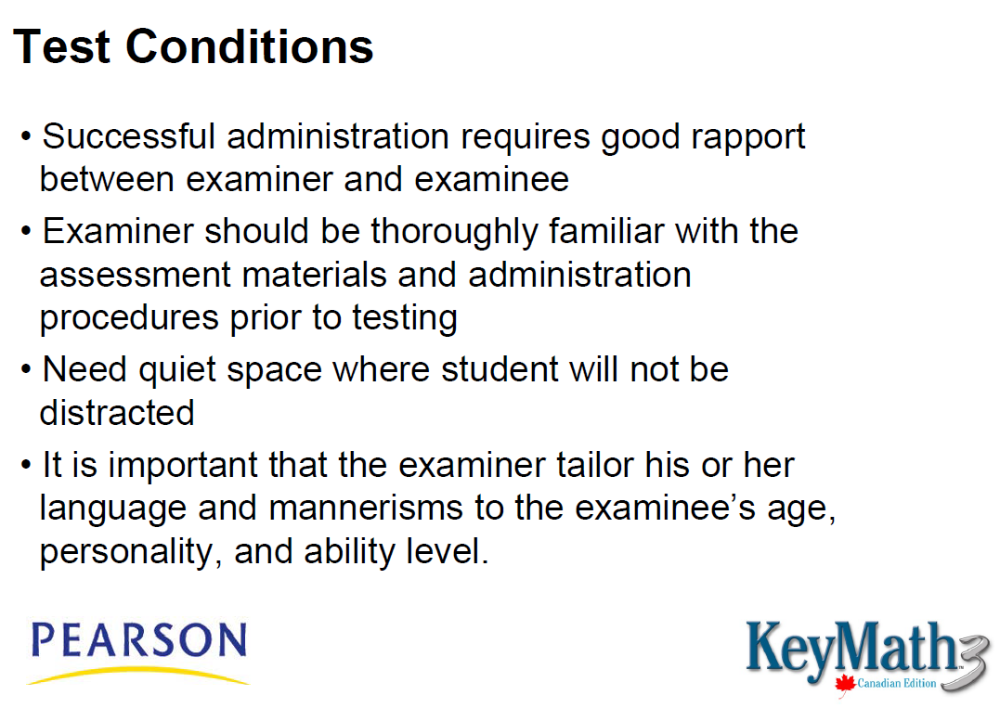 Test Conditions
• Successful administration requires good rapport
between examiner and examinee
• Examiner should be thoroughly familiar with the
assessment materials and administration
procedures prior to testing
• Need quiet space where student will not be
distracted
• It is important that the examiner tailor his or her
language and mannerisms to the examinee’s age,
personality, and ability level.
PEARSON
KeyMath3™
Canadian Edition